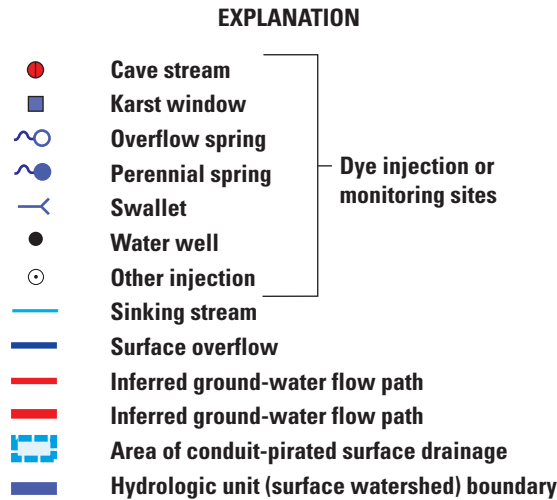 EXPLANATION
Cave stream
Karst window
Overflow spring
Perennial spring
Swallet
Water well
Other injection
Dye injection or
monitoring sites
Sinking stream
Surface overflow
Inferred ground-water flow path
Inferred ground-water flow path
Area of conduit-pirated surface drainage
Hydrologic unit (surface watershed) boundary